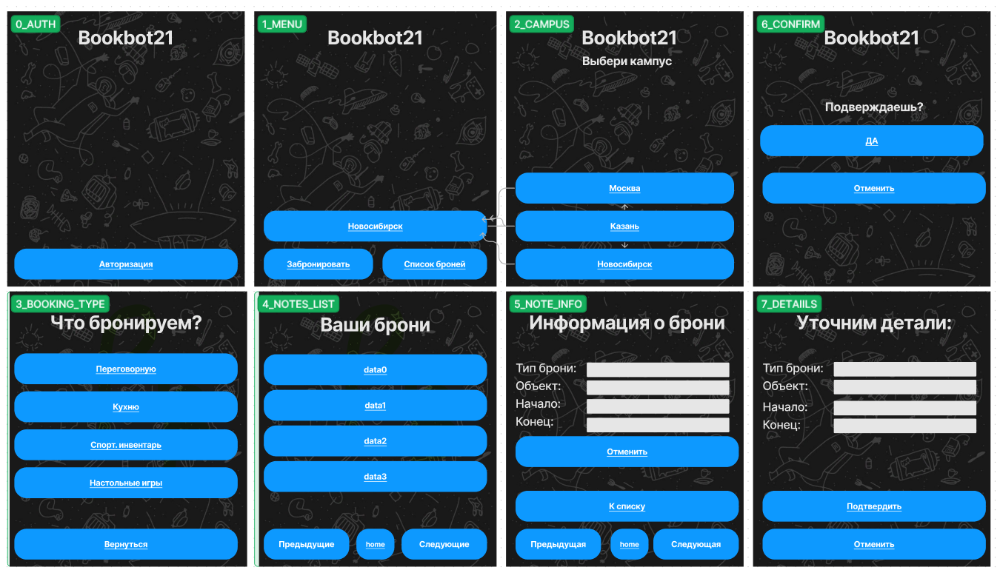 0_AUTH
Bookbot21
Авторизация
1_MENU
Bookbot21
Новосибирск
Забронировать
Список броней
2_CAMPUS
Bookbot21
Выбери кампус
Москва
Казань
Новосибирск
6_CONFIRM
Bookbot21
Подтверждаешь?
ДА
Отменить
3_BOOKING_TYPE
Что бронируем?
Переговорную
Кухню
Спорт. инвентарь
Настольные игры
Вернуться
4_NOTES_LIST
Ваши брони
data0
data1
data2
data3
Предыдущие
home
Следующие
5_NOTE_INFO
Информация о брони
Тип брони:
Объект:
Начало:
Конец:
Отменить
К списку
Предыдущая
home
Следующая
7_DETAIILS
Уточним детали:
Тип брони:
Объект:
Начало:
Конец:
Подтвердить
Отменить